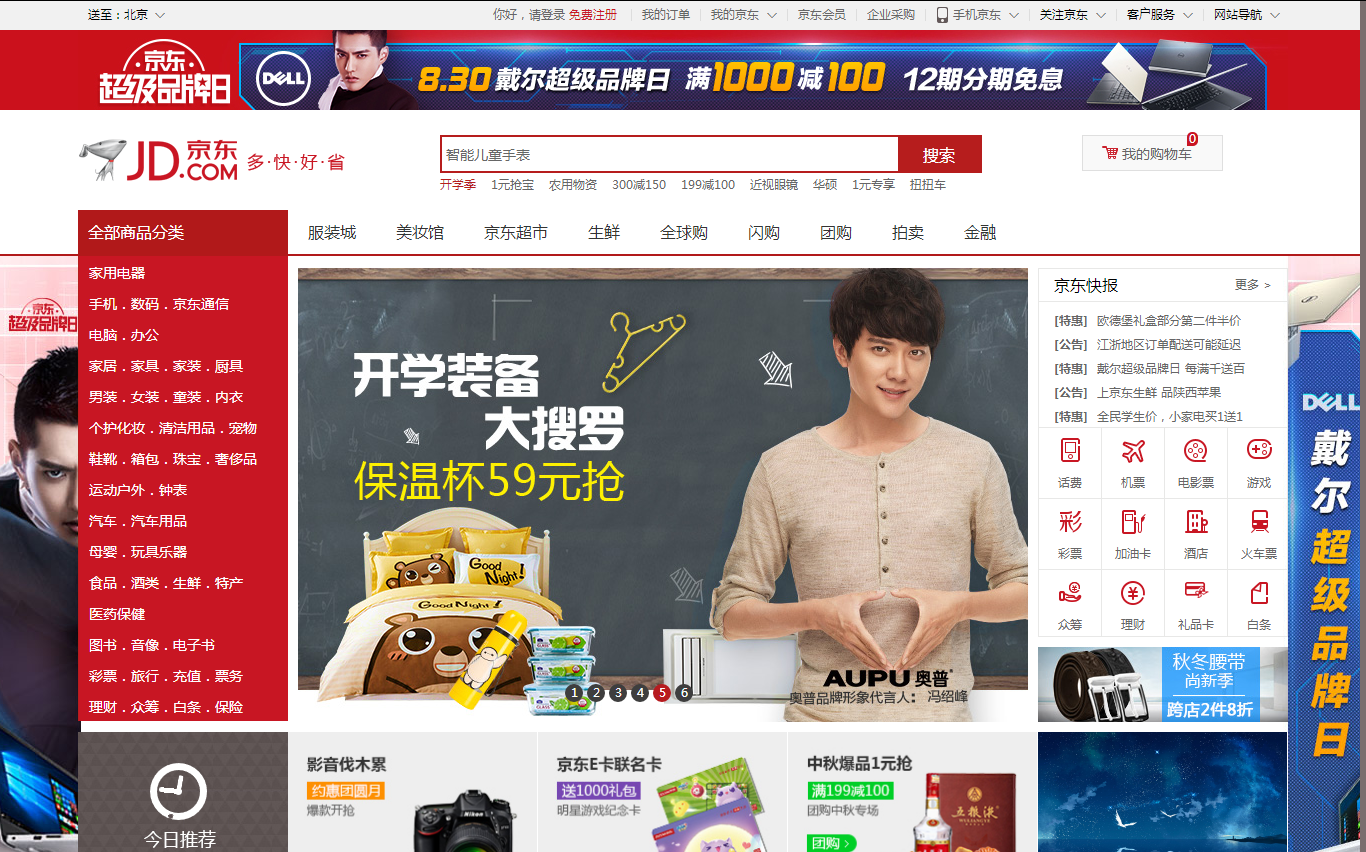 送至：北京
你好，请登录 免费注册
我的订单
我的京东
京东会员
企业采购
手机京东
关注京东
客户服务
网站导航
京东
超级品牌日
DELL
8.30戴尔超级品牌日 满1000减100 12期分期免息
JD京东
.COM
多·快·好·省
智能儿童手表
搜索
0
我的购物车
开学季 1元抢宝 农用物资 300减150 199减100 近视眼镜 华硕 1元专享 扭扭车
全部商品分类
服装城 美妆馆 京东超市 生鲜 全球购 闪购 团购 拍卖 金融
家用电器
手机．数码．京东通信
电脑．办公
家居．家具．家装．厨具
男装．女装．童装．内衣
个护化妆．清洁用品．宠物
鞋靴．箱包．珠宝．奢侈品
运动户外．钟表
汽车．汽车用品
母婴．玩具乐器
食品．酒类．生鲜．特产
医药保健
图书．音像．电子书
彩票．旅行．充值．票务
理财．众筹．白条．保险
京东
超级品牌日
开学装备
大搜罗
保温杯59元抢
Good
Night!
Good Night!
1 2 3 4 5 6
AUPU奥普
奥普品牌形象代言人：冯绍峰
京东快报
更多 >
[特惠] 欧德堡礼盒部分第二件半价
[公告] 江浙地区订单配送可能延迟
[特惠] 戴尔超级品牌日 每满千送百
[公告] 上京东生鲜 品陕西苹果
[特惠] 全民学生价，小家电买1送1
话费 机票 电影票 游戏
彩
彩票 加油卡 酒店 火车票
众筹 理财 礼品卡 白条
秋冬腰带
尚新季
跨店2件8折
DELL
戴尔超级品牌日
今日推荐
影音伐木累
约惠团圆月
爆款开抢
Nikon
京东E卡联名卡
送1000礼包
明星游戏纪念卡
中秋爆品1元抢
满199减100
团购中秋专场
团购 >
五粮液